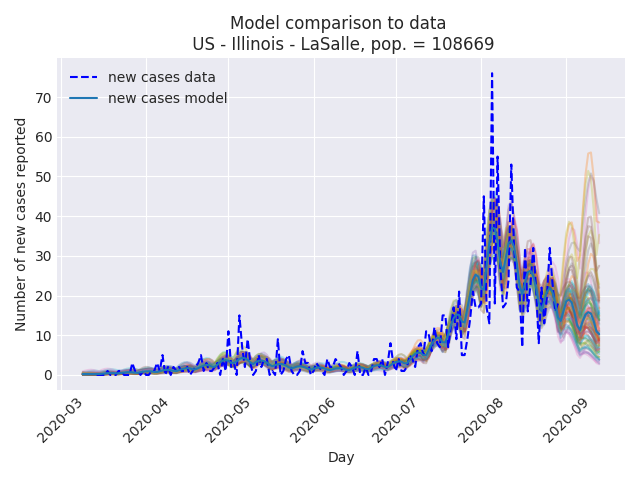 Model comparison to data
US - Illinois - LaSalle, pop. = 108669
new cases data
new cases model
Number of new cases reported
70
60
50
40
30
20
10
0
2020-03
2020-04
2020-05
2020-06
2020-07
2020-08
2020-09
Day